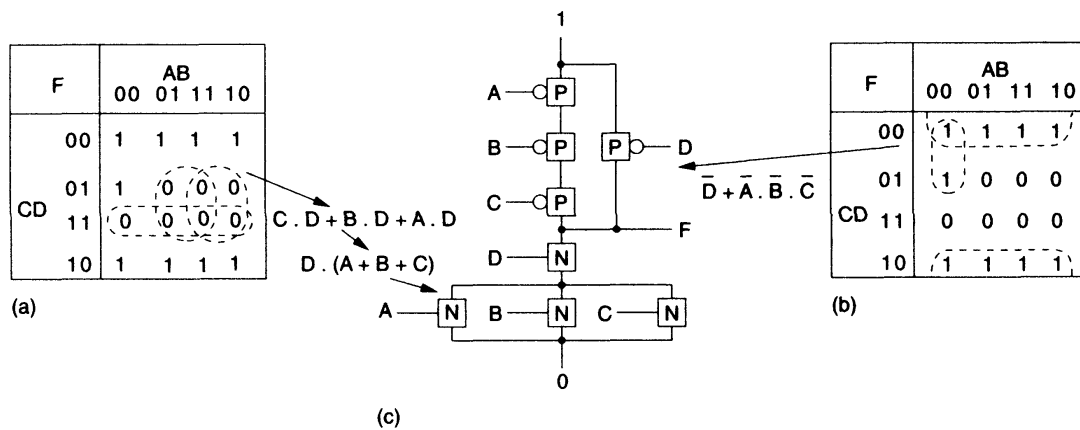 F AB
00 01 11 10
CD
00 1 1 1 1
01 1 0 0 0
11 0 0 0 0
10 1 1 1 1
(a)
C . D + B . D + A . D
D . (A + B + C)
1
A P
B P P D
C P
F
D N
A N B N C N
0
(c)
D̅ + A̅ . B̅ . C̅
F AB
00 01 11 10
CD
00 1 1 1 1
01 1 0 0 0
11 0 0 0 0
10 1 1 1 1
(b)